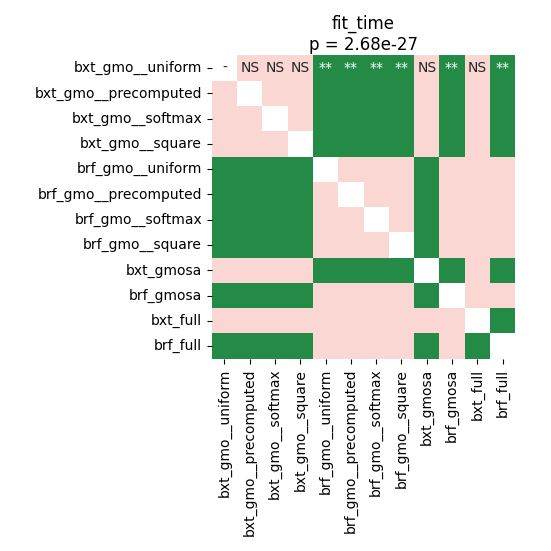 fit_time
p = 2.68e-27
bxt_gmo__uniform - NS NS NS ** ** ** ** NS ** NS **
bxt_gmo__precomputed
bxt_gmo__softmax
bxt_gmo__square
brf_gmo__uniform
brf_gmo__precomputed
brf_gmo__softmax
brf_gmo__square
bxt_gmosa
brf_gmosa
bxt_full
brf_full
bxt_gmo__uniform
bxt_gmo__precomputed
bxt_gmo__softmax
bxt_gmo__square
brf_gmo__uniform
brf_gmo__precomputed
brf_gmo__softmax
brf_gmo__square
bxt_gmosa
brf_gmosa
bxt_full
brf_full